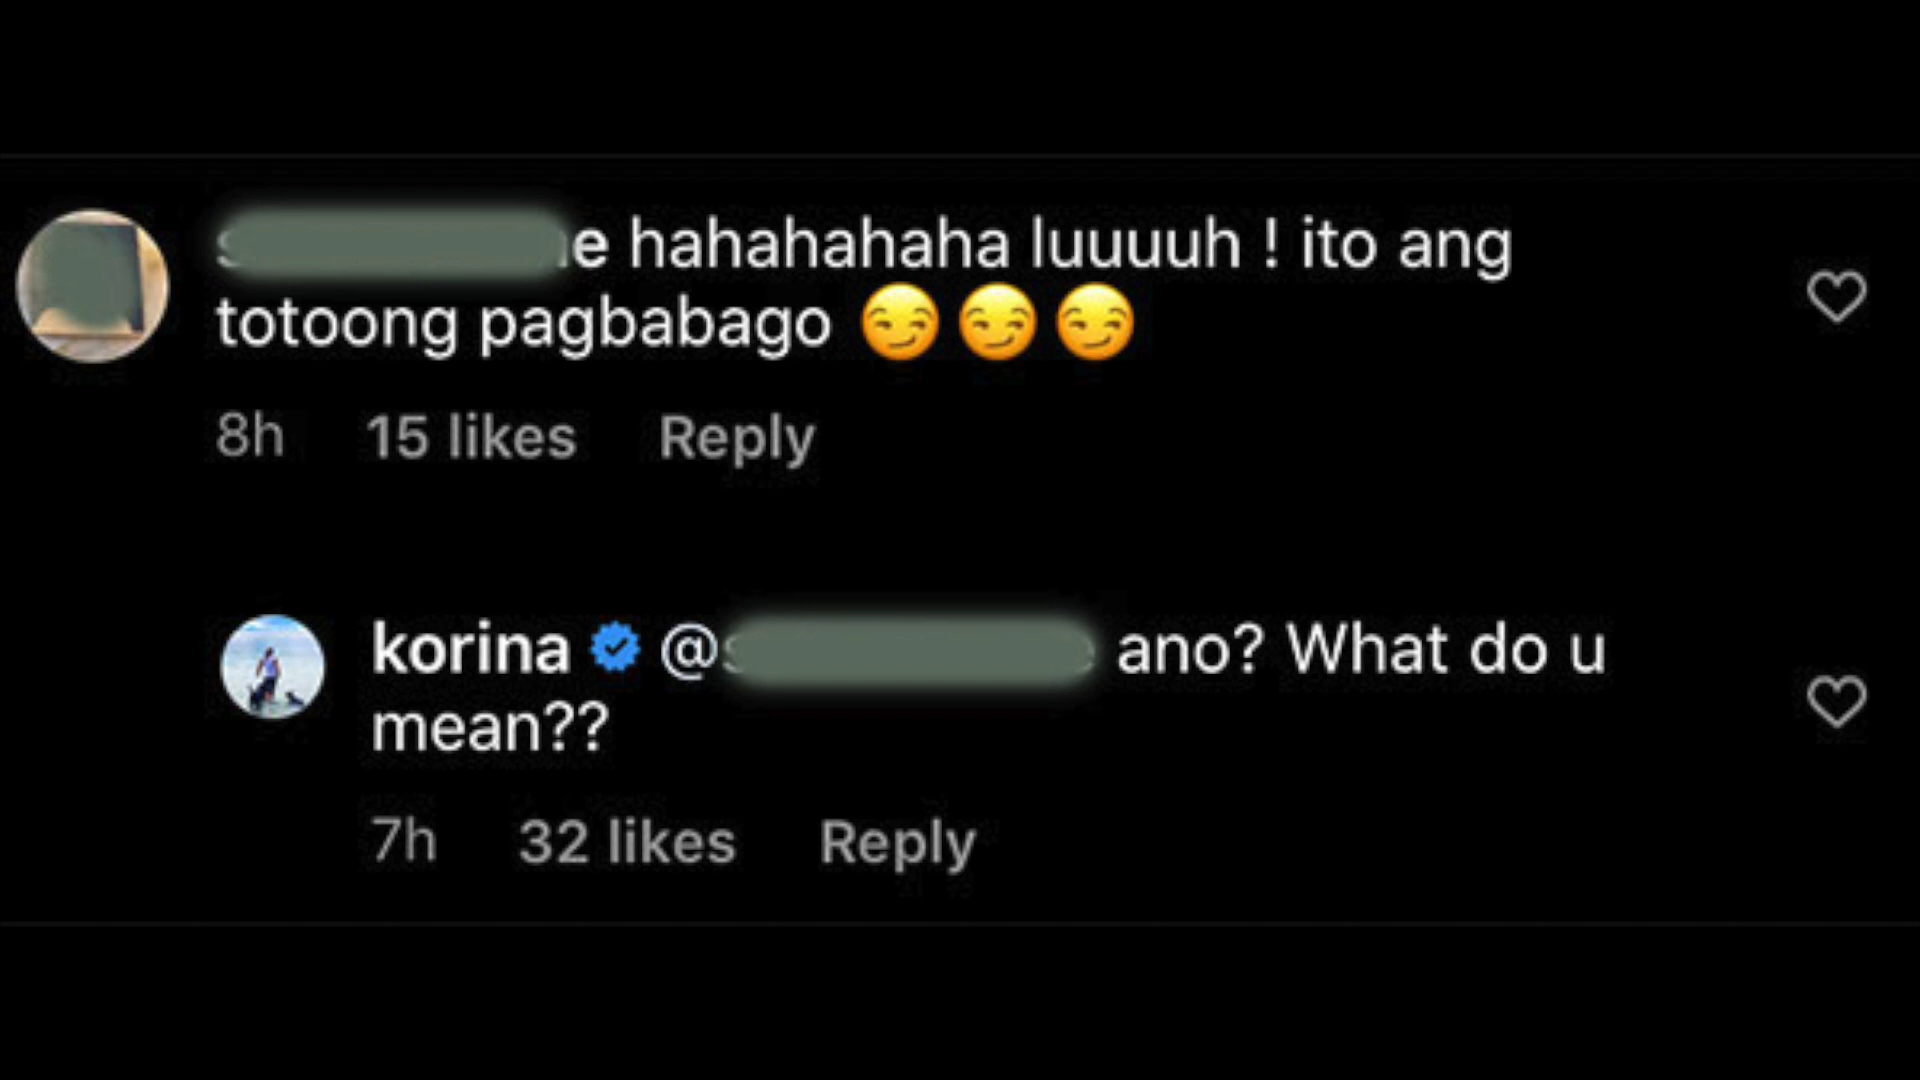 hahahahaha luuuuh ! ito ang
totoong pagbabago 😏😏😏
8h 15 likes Reply
korina @ ano? What do u
mean??
7h 32 likes Reply